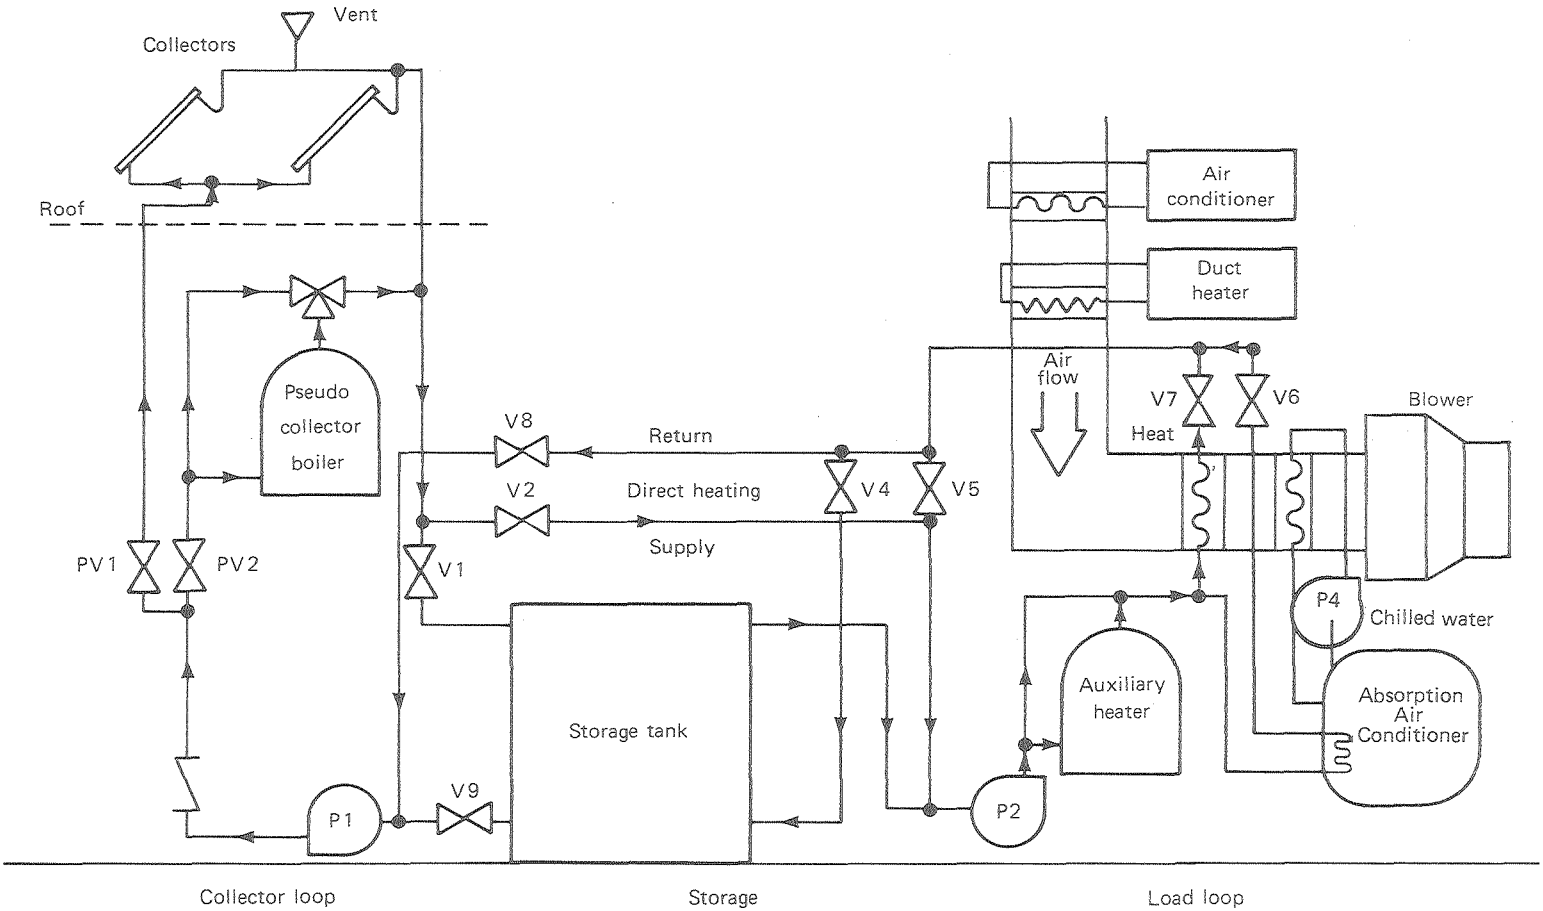 Vent
Collectors
Roof
Air
conditioner
Duct
heater
Air
flow
Pseudo
collector
boiler
V8
Return
V7
V6
Heat
Blower
V2
Direct heating
V4
V5
Supply
PV1
PV2
V1
P4
Chilled water
Storage tank
Auxiliary
heater
Absorption
Air
Conditioner
P1
V9
P2
Collector loop
Storage
Load loop